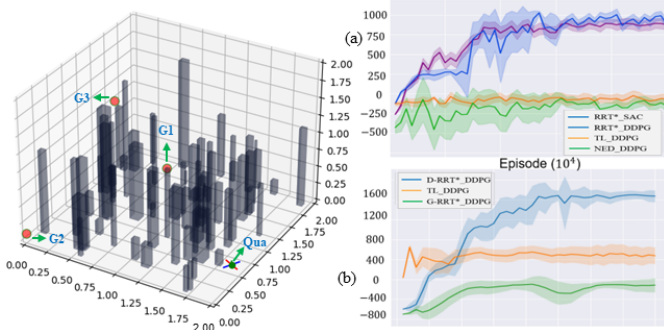 G3
G1
G2
Qua
2.00
1.75
1.50
1.25
1.00
0.75
0.50
0.25
0.00
0.00
0.25
0.50
0.75
1.00
1.25
1.50
1.75
2.00
0.00
0.25
0.50
0.75
1.00
1.25
1.50
1.75
2.00
(a)
1000
750
500
250
0
−250
−500
RRT*_SAC
RRT*_DDPG
TL_DDPG
NED_DDPG
Episode (10⁴)
(b)
1600
1200
800
400
0
−400
−800
D-RRT*_DDPG
TL_DDPG
G-RRT*_DDPG